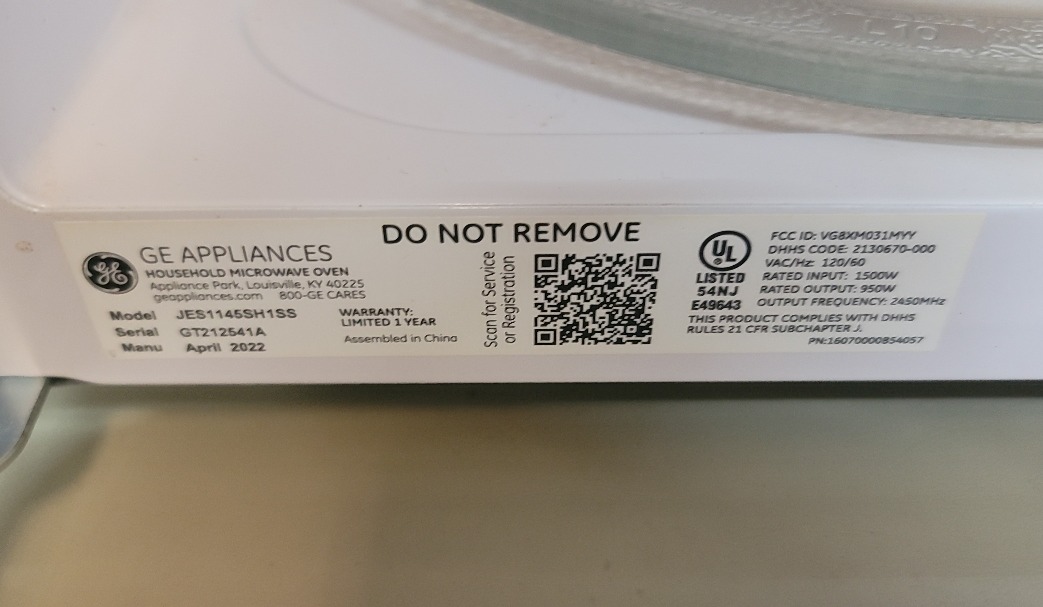 L-10
DO NOT REMOVE
GE
GE APPLIANCES
HOUSEHOLD MICROWAVE OVEN
Appliance Park, Louisville, KY 40225
geappliances.com 800-GE CARES
Model JES1145SH1SS
Serial GT212541A
Manu April 2022
WARRANTY:
LIMITED 1 YEAR
Assembled in China
Scan for Service
or Registration
UL
LISTED
54NJ
E49643
FCC ID: VG8XM031MYY
DHHS CODE: 2130670-000
VAC/Hz: 120/60
RATED INPUT: 1500W
RATED OUTPUT: 950W
OUTPUT FREQUENCY: 2450MHz
THIS PRODUCT COMPLIES WITH DHHS
RULES 21 CFR SUBCHAPTER J.
PN:16070000854057